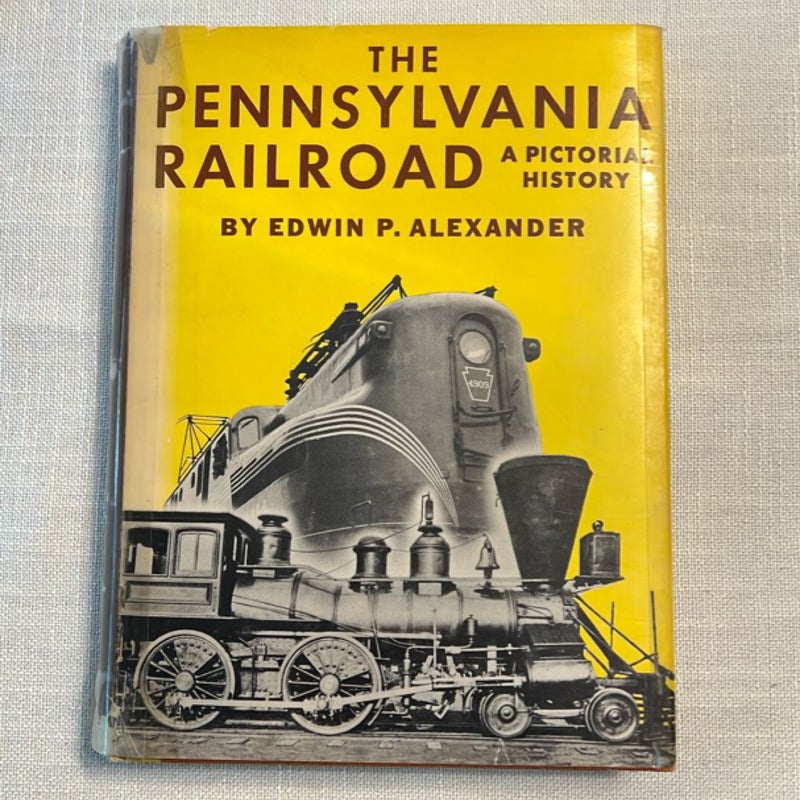 THE
PENNSYLVANIA
RAILROAD
A PICTORIAL
HISTORY
BY EDWIN P. ALEXANDER
4909